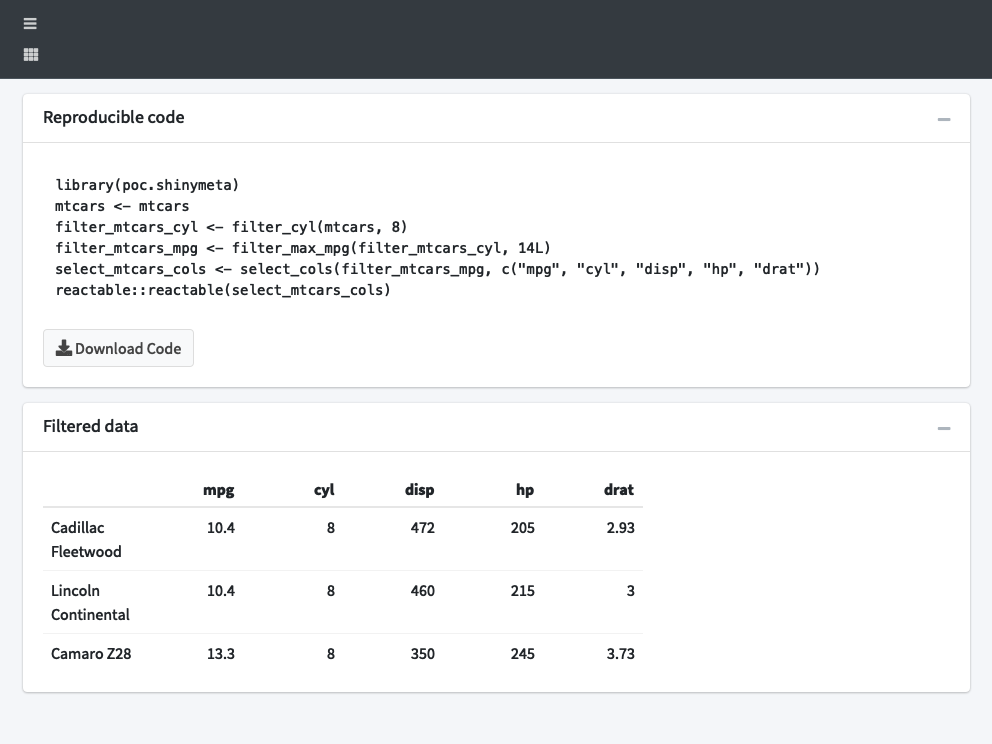 Reproducible code
library(poc.shinymeta)
mtcars <- mtcars
filter_mtcars_cyl <- filter_cyl(mtcars, 8)
filter_mtcars_mpg <- filter_max_mpg(filter_mtcars_cyl, 14L)
select_mtcars_cols <- select_cols(filter_mtcars_mpg, c("mpg", "cyl", "disp", "hp", "drat"))
reactable::reactable(select_mtcars_cols)
Download Code
Filtered data
mpg cyl disp hp drat
Cadillac Fleetwood 10.4 8 472 205 2.93
Lincoln Continental 10.4 8 460 215 3
Camaro Z28 13.3 8 350 245 3.73